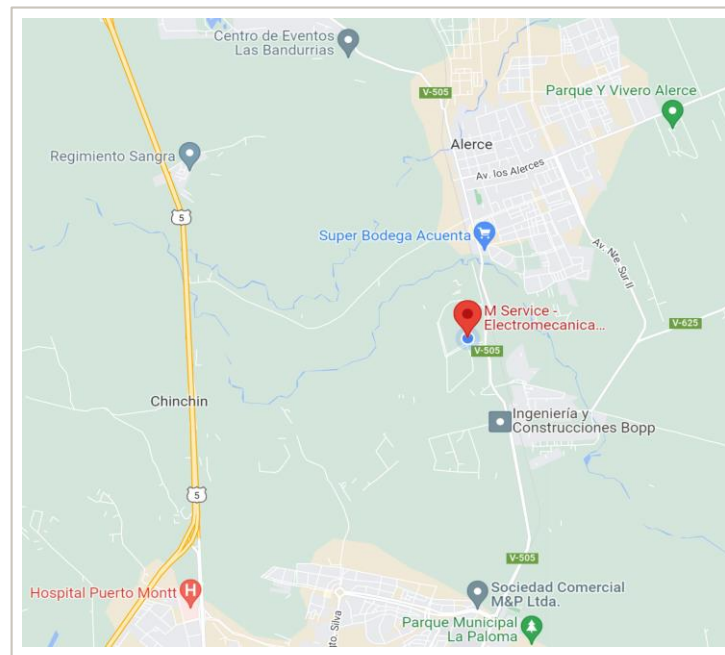 Centro de Eventos
Las Bandurrias
V-505
Parque Y Vivero Alerce
Alerce
Regimiento Sangra
Av. los Alerces
5
Super Bodega Acuenta
Av. Nte. Sur II
M Service -
Electromecanica...
V-625
V-505
Chinchin
Ingeniería y
Construcciones Bopp
5
V-505
Hospital Puerto Montt
H
Sociedad Comercial
M&P Ltda.
gto. Silva
Parque Municipal
La Paloma